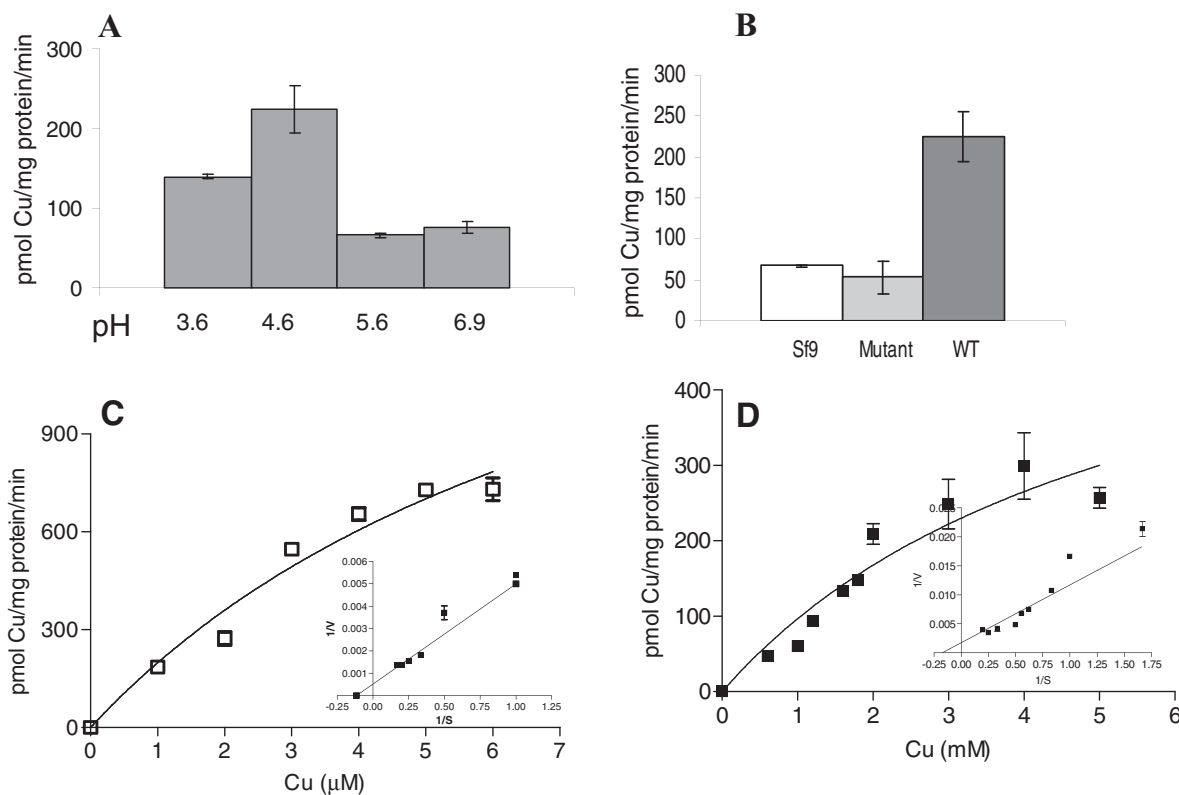 A
300
200
100
0
pmol Cu/mg protein/min
pH
3.6 4.6 5.6 6.9
B
300
250
200
150
100
50
0
pmol Cu/mg protein/min
Sf9 Mutant WT
C
900
600
300
0
pmol Cu/mg protein/min
0 1 2 3 4 5 6 7
Cu (μM)
0.006
0.005
0.004
0.003
0.002
0.001
1/V
-0.25 0.00 0.25 0.50 0.75 1.00 1.25
1/S
D
400
300
200
100
0
pmol Cu/mg protein/min
0 1 2 3 4 5 6
Cu (mM)
0.025
0.020
0.015
0.010
0.005
1/V
0.00 0.25 0.50 0.75 1.00 1.25 1.50 1.75
1/S